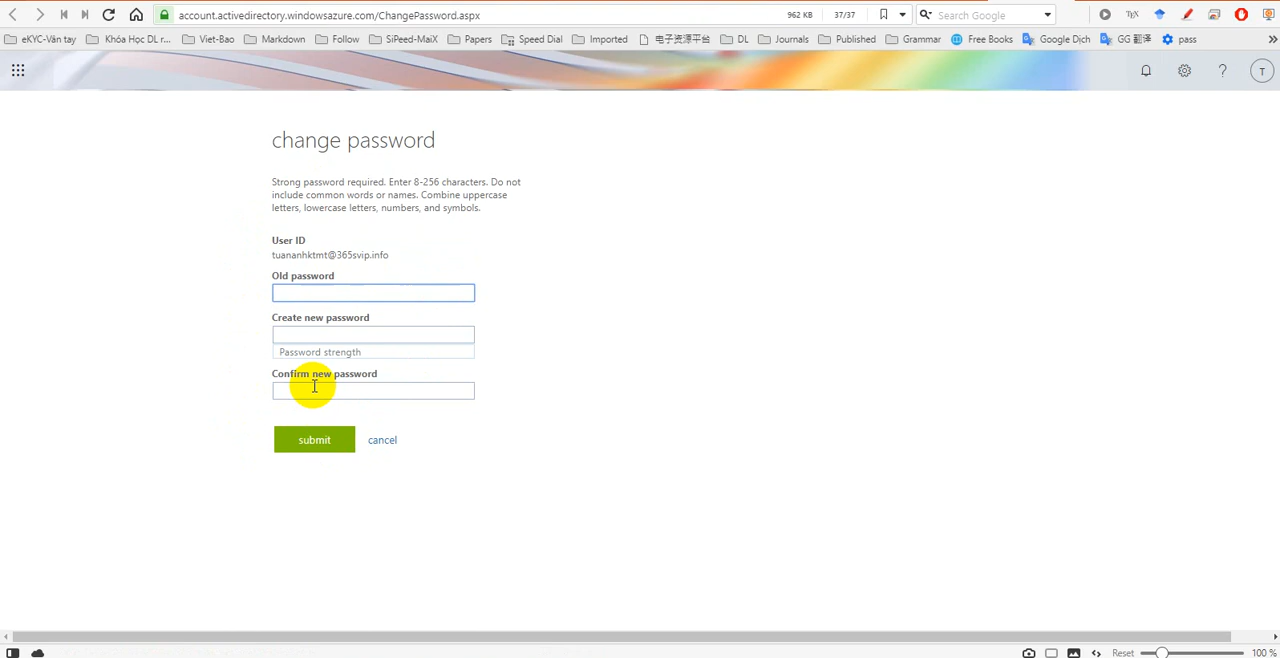 account.activedirectory.windowsazure.com/ChangePassword.aspx 962 KB 37/37 Search Google TEX
eKYC-Vân tay Khóa Học DL r... Viet-Bao Markdown Follow SiPeed-MaiX Papers Speed Dial Imported 电子资源平台 DL Journals Published Grammar Free Books Google Dịch GG 翻译 pass
? T
change password
Strong password required. Enter 8-256 characters. Do not
include common words or names. Combine uppercase
letters, lowercase letters, numbers, and symbols.
User ID
tuananhktmt@365svip.info
Old password
Create new password
Password strength
Confirm new password
submit cancel
Reset 100 %